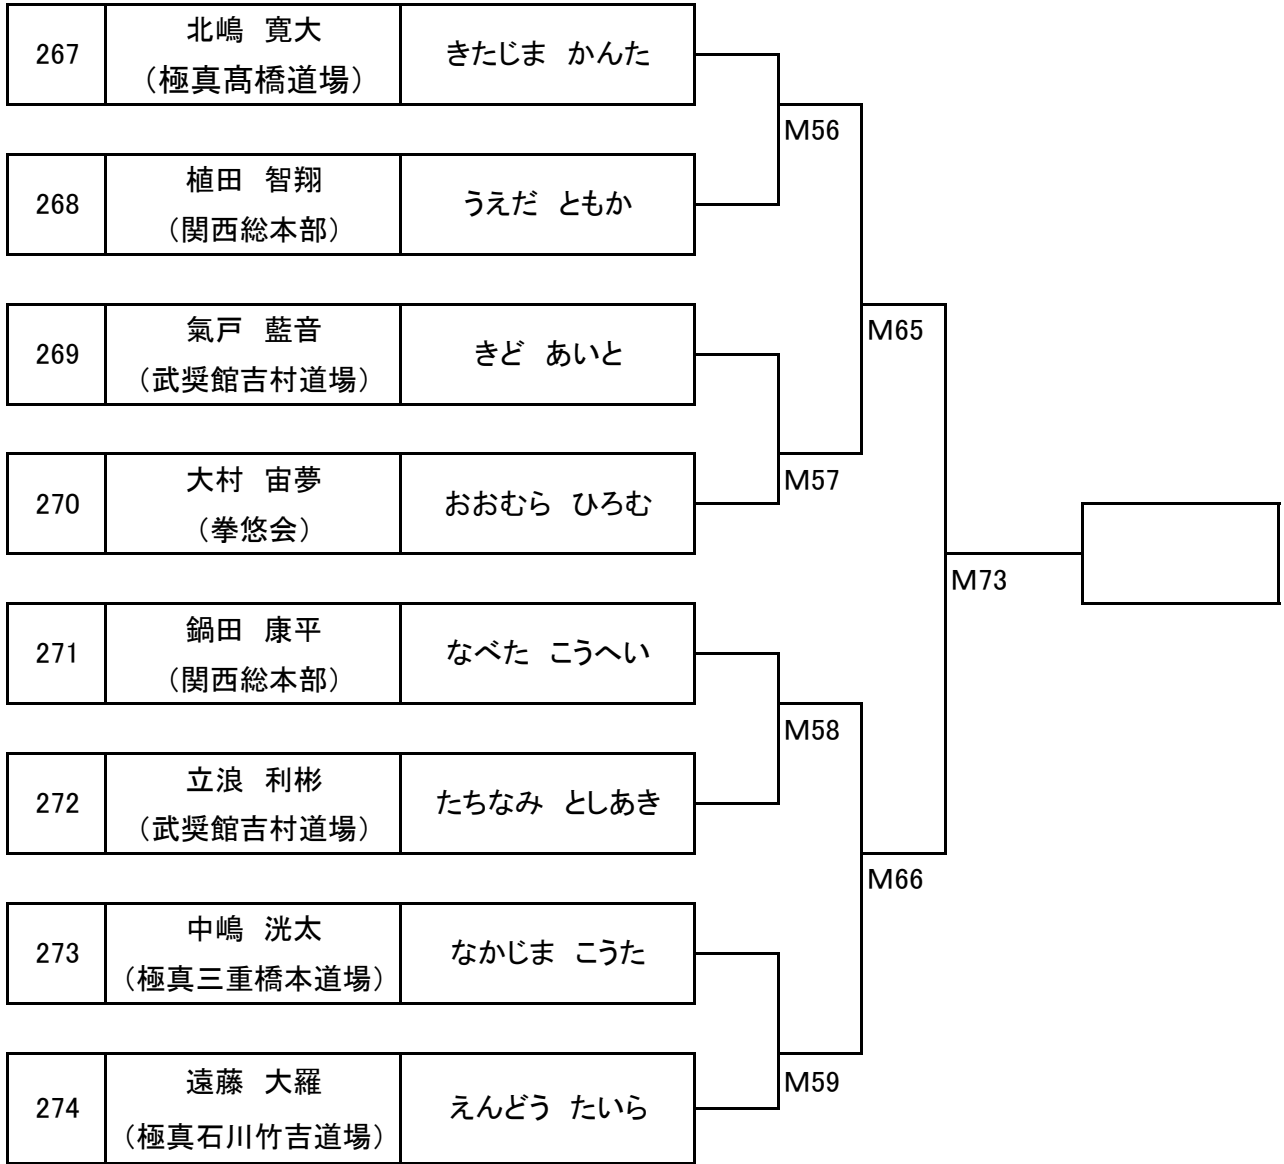 267
北嶋　寛大
（極真髙橋道場）
きたじま　かんた
M56
268
植田　智翔
（関西総本部）
うえだ　ともか
269
氣戸　藍音
（武奨館吉村道場）
きど　あいと
M65
270
大村　宙夢
（拳悠会）
おおむら　ひろむ
M57
M73
271
鍋田　康平
（関西総本部）
なべた　こうへい
M58
272
立浪　利彬
（武奨館吉村道場）
たちなみ　としあき
M66
273
中嶋　洸太
（極真三重橋本道場）
なかじま　こうた
M59
274
遠藤　大羅
（極真石川竹吉道場）
えんどう　たいら